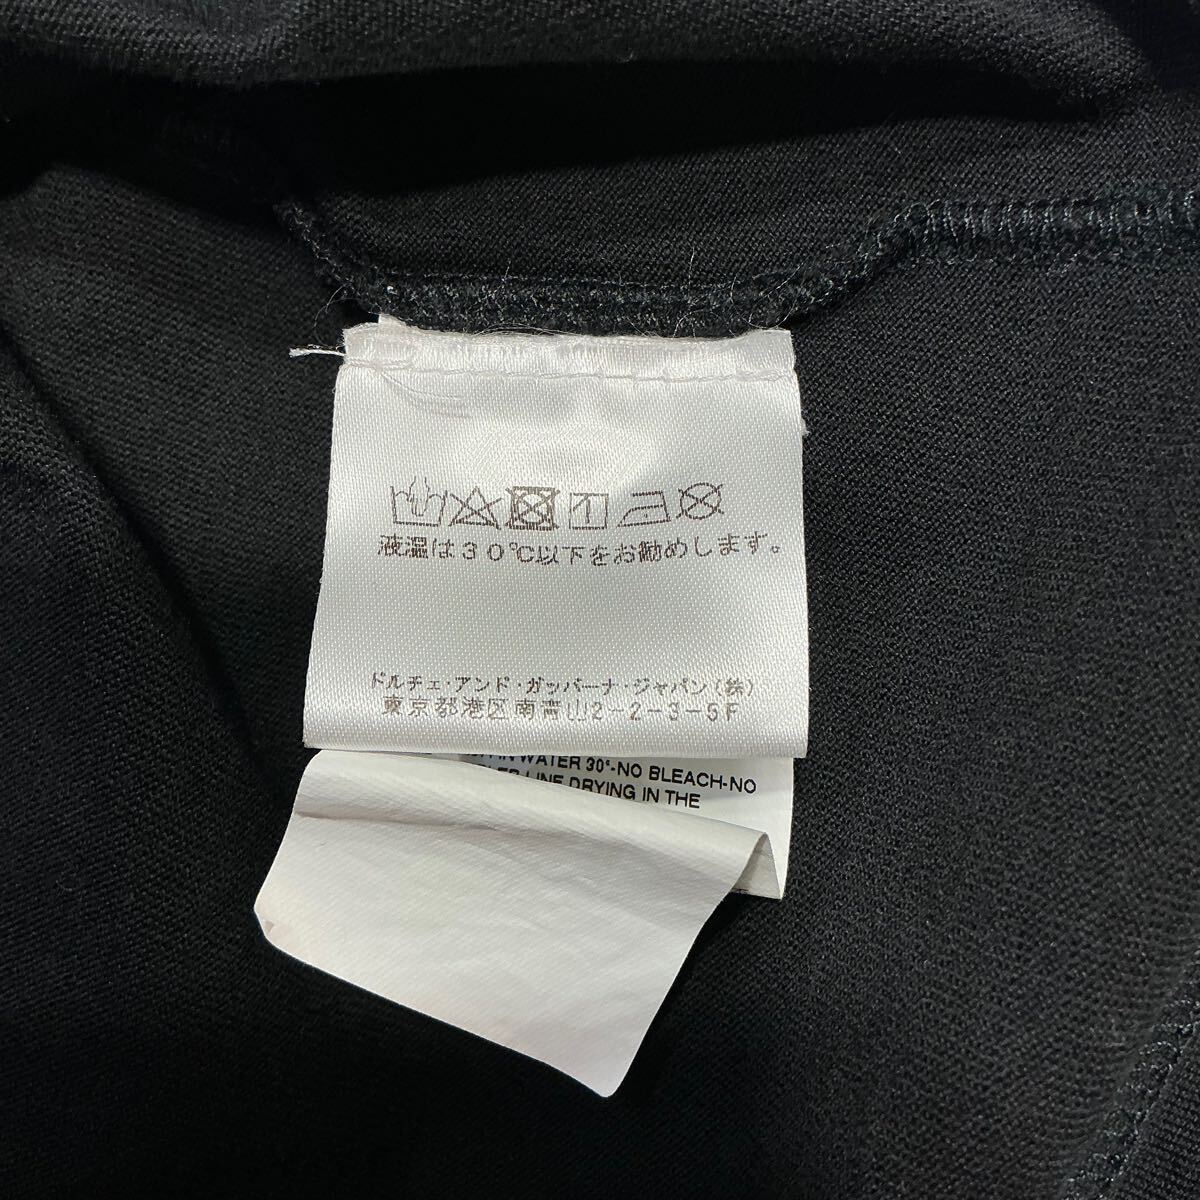 液温は30℃以下をお勧めします。
ドルチェ・アンド・ガッバーナ・ジャパン(株)
東京都港区南青山2-2-3-5F
IN WATER 30°-NO BLEACH-NO
LINE DRYING IN THE